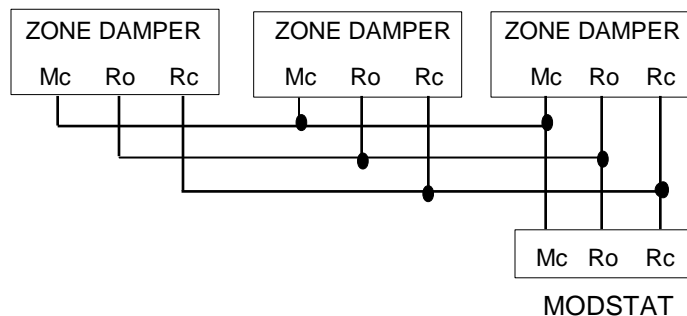 ZONE DAMPER ZONE DAMPER ZONE DAMPER
Mc Ro Rc Mc Ro Rc Mc Ro Rc
Mc Ro Rc
MODSTAT